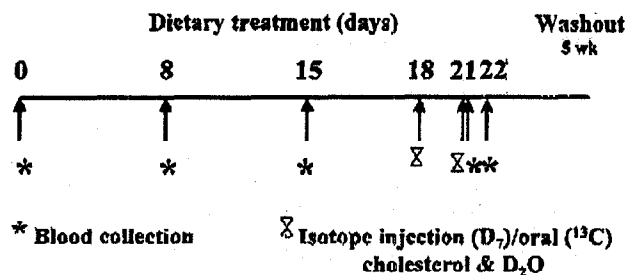 Dietary treatment (days)
Washout
5 wk
0 8 15 18 21 22
* * * ⧖ ⧖ * *
* Blood collection
⧖ Isotope injection (D₇)/oral (¹³C)
cholesterol & D₂O